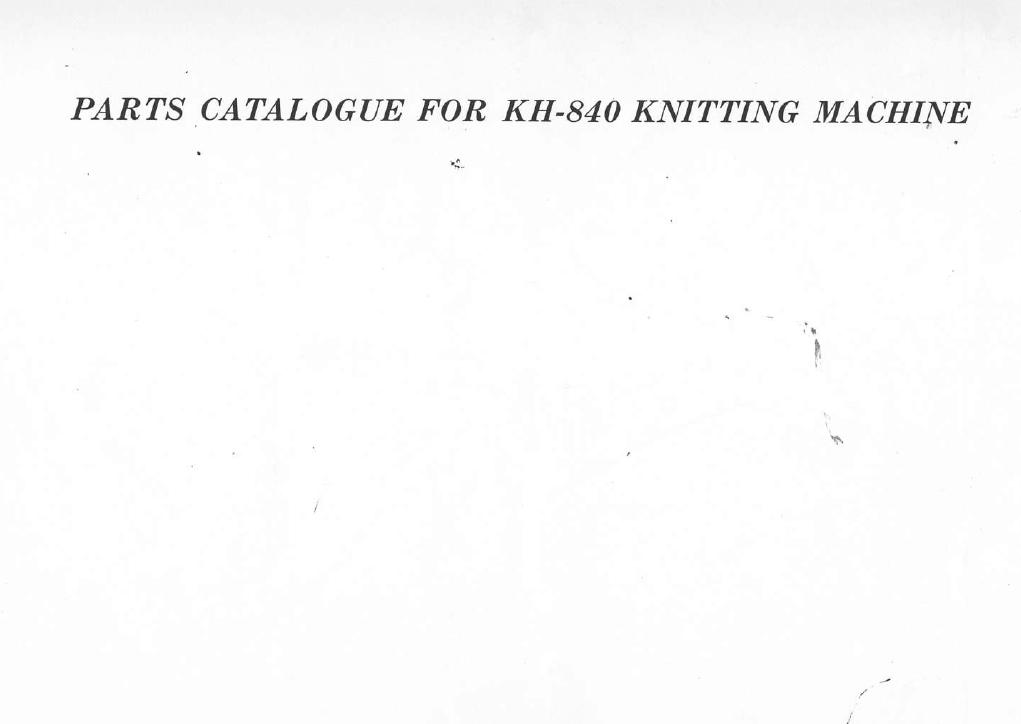 PARTS CATALOGUE FOR KH-840 KNITTING MACHINE